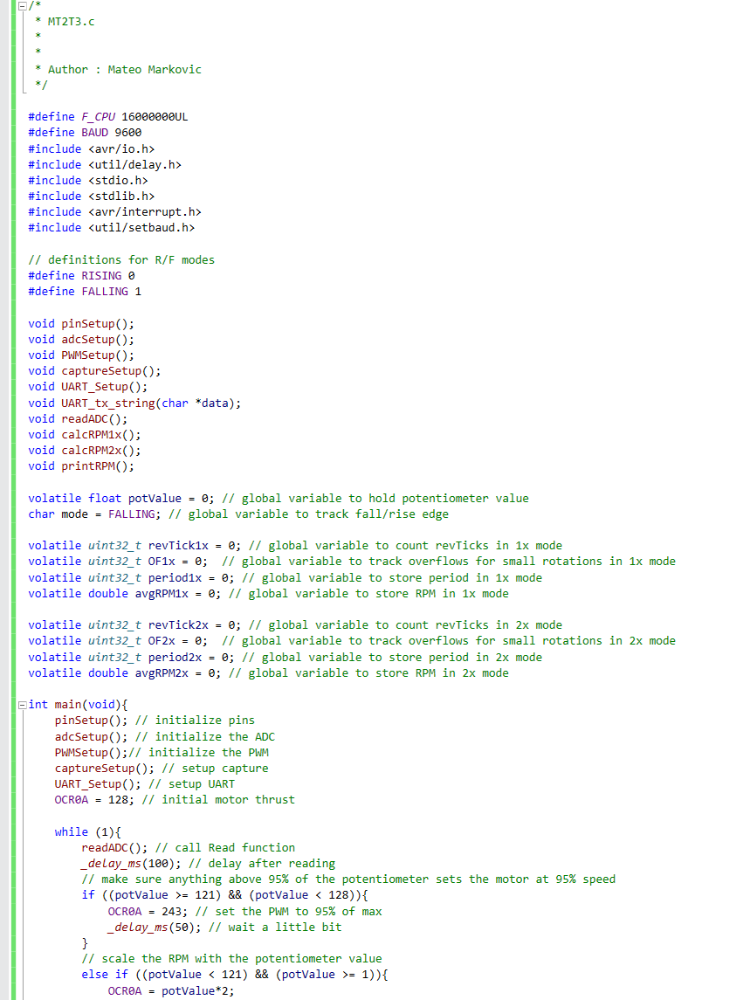 /*
 * MT2T3.c
 *
 *
 * Author : Mateo Markovic
 */
#define F_CPU 16000000UL
#define BAUD 9600
#include <avr/io.h>
#include <util/delay.h>
#include <stdio.h>
#include <stdlib.h>
#include <avr/interrupt.h>
#include <util/setbaud.h>
// definitions for R/F modes
#define RISING 0
#define FALLING 1
void pinSetup();
void adcSetup();
void PWMSetup();
void captureSetup();
void UART_Setup();
void UART_tx_string(char *data);
void readADC();
void calcRPM1x();
void calcRPM2x();
void printRPM();
volatile float potValue = 0; // global variable to hold potentiometer value
char mode = FALLING; // global variable to track fall/rise edge
volatile uint32_t revTick1x = 0; // global variable to count revTicks in 1x mode
volatile uint32_t OF1x = 0;  // global variable to track overflows for small rotations in 1x mode
volatile uint32_t period1x = 0; // global variable to store period in 1x mode
volatile double avgRPM1x = 0; // global variable to store RPM in 1x mode
volatile uint32_t revTick2x = 0; // global variable to count revTicks in 2x mode
volatile uint32_t OF2x = 0;  // global variable to track overflows for small rotations in 2x mode
volatile uint32_t period2x = 0; // global variable to store period in 2x mode
volatile double avgRPM2x = 0; // global variable to store RPM in 2x mode
int main(void){
    pinSetup(); // initialize pins
    adcSetup(); // initialize the ADC
    PWMSetup();// initialize the PWM
    captureSetup(); // setup capture
    UART_Setup(); // setup UART
    OCR0A = 128; // initial motor thrust
    while (1){
        readADC(); // call Read function
        _delay_ms(100); // delay after reading
        // make sure anything above 95% of the potentiometer sets the motor at 95% speed
        if ((potValue >= 121) && (potValue < 128)){
            OCR0A = 243; // set the PWM to 95% of max
            _delay_ms(50); // wait a little bit
        }
        // scale the RPM with the potentiometer value
        else if ((potValue < 121) && (potValue >= 1)){
            OCR0A = potValue*2;